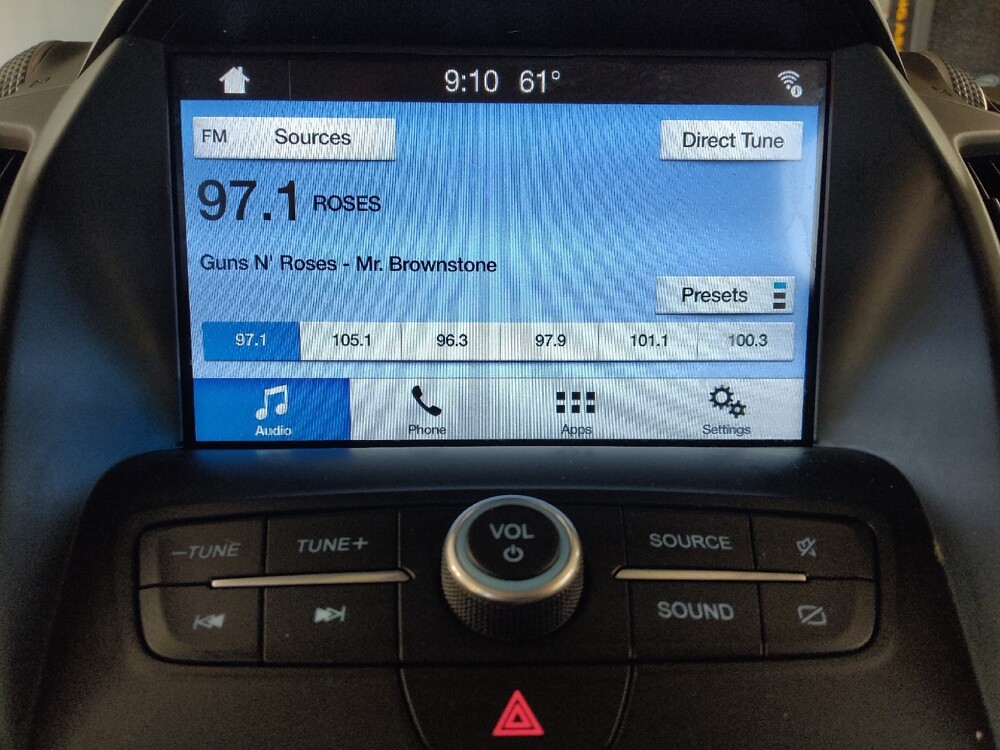 9:10 61°
FM Sources
Direct Tune
97.1 ROSES
Guns N' Roses - Mr. Brownstone
Presets
97.1 105.1 96.3 97.9 101.1 100.3
Audio Phone Apps Settings
VOL
–TUNE TUNE+
SOURCE
SOUND